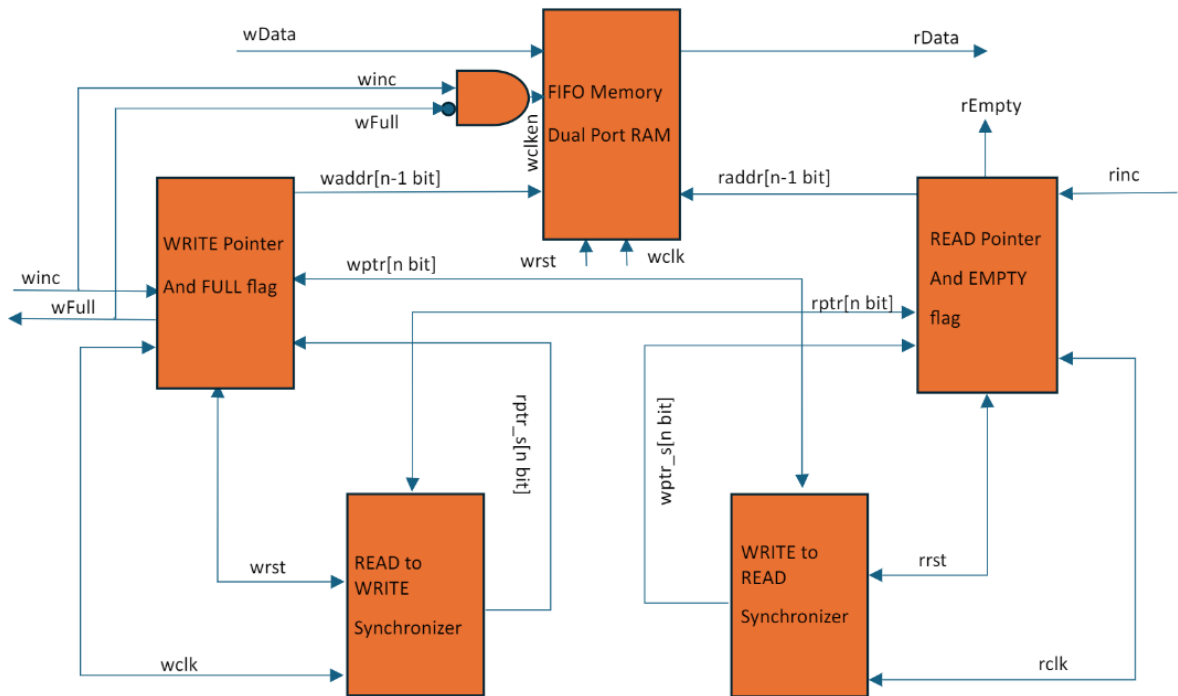 wData
rData
winc
FIFO Memory
Dual Port RAM
wFull
wclken
rEmpty
waddr[n-1 bit]
raddr[n-1 bit]
rinc
WRITE Pointer
And FULL flag
READ Pointer
And EMPTY
flag
wrst
wclk
winc
wptr[n bit]
wFull
rptr[n bit]
rptr_s[n bit]
wptr_s[n bit]
READ to
WRITE
Synchronizer
WRITE to
READ
Synchronizer
wrst
rrst
wclk
rclk